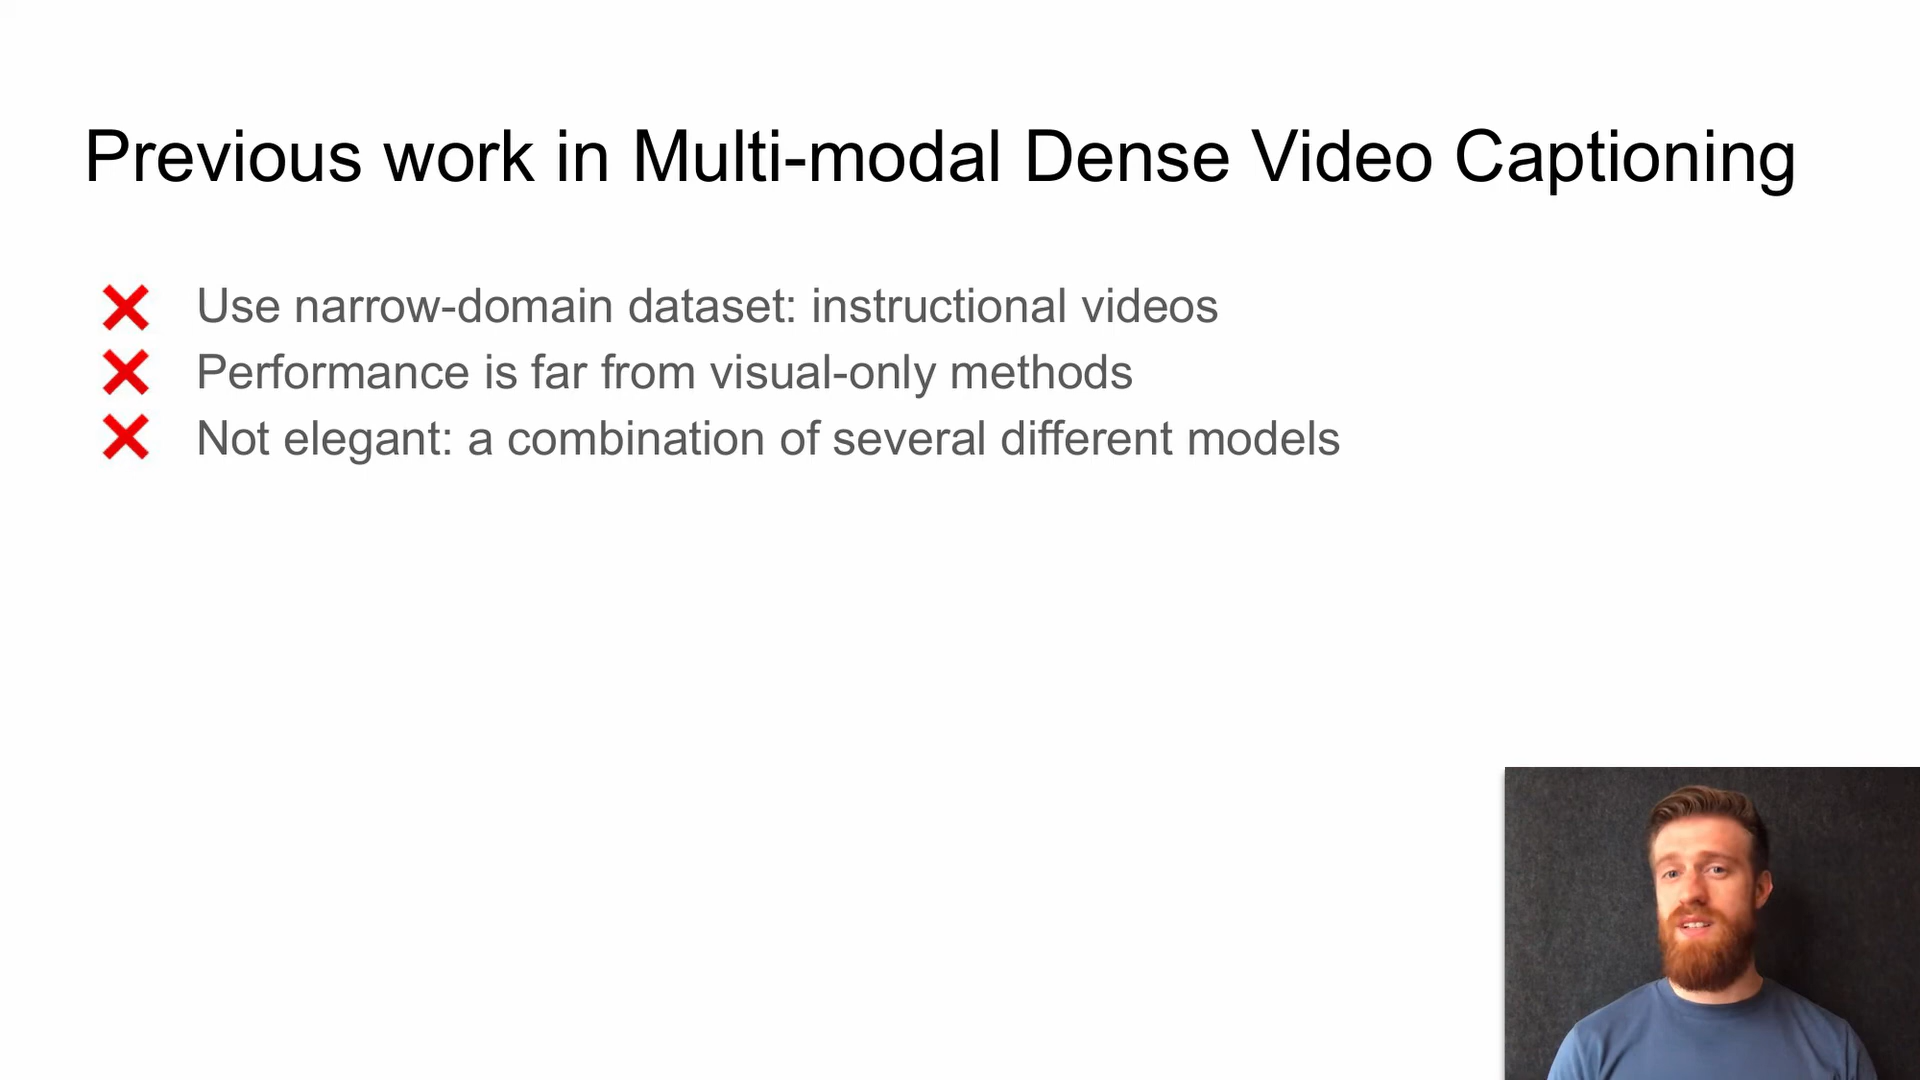 Previous work in Multi-modal Dense Video Captioning
Use narrow-domain dataset: instructional videos
Performance is far from visual-only methods
Not elegant: a combination of several different models